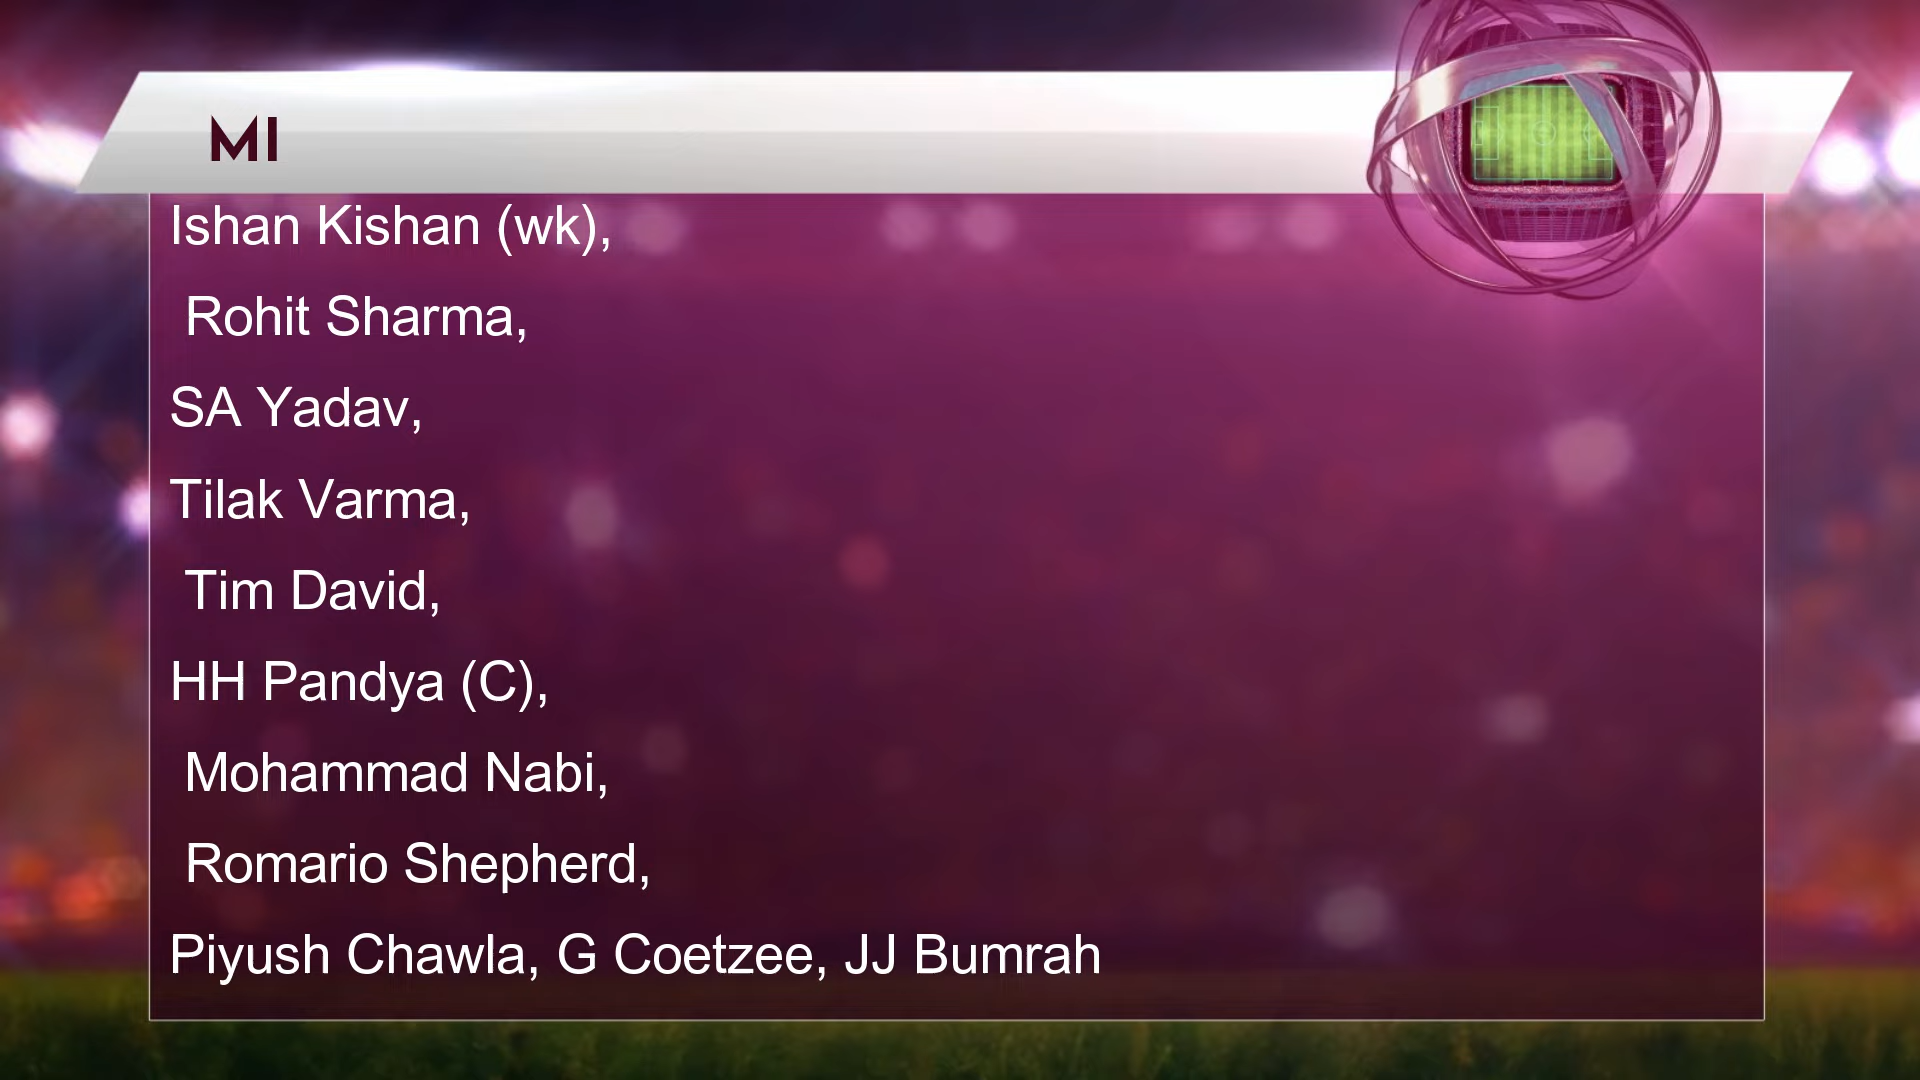 MI
Ishan Kishan (wk),
Rohit Sharma,
SA Yadav,
Tilak Varma,
Tim David,
HH Pandya (C),
Mohammad Nabi,
Romario Shepherd,
Piyush Chawla, G Coetzee, JJ Bumrah